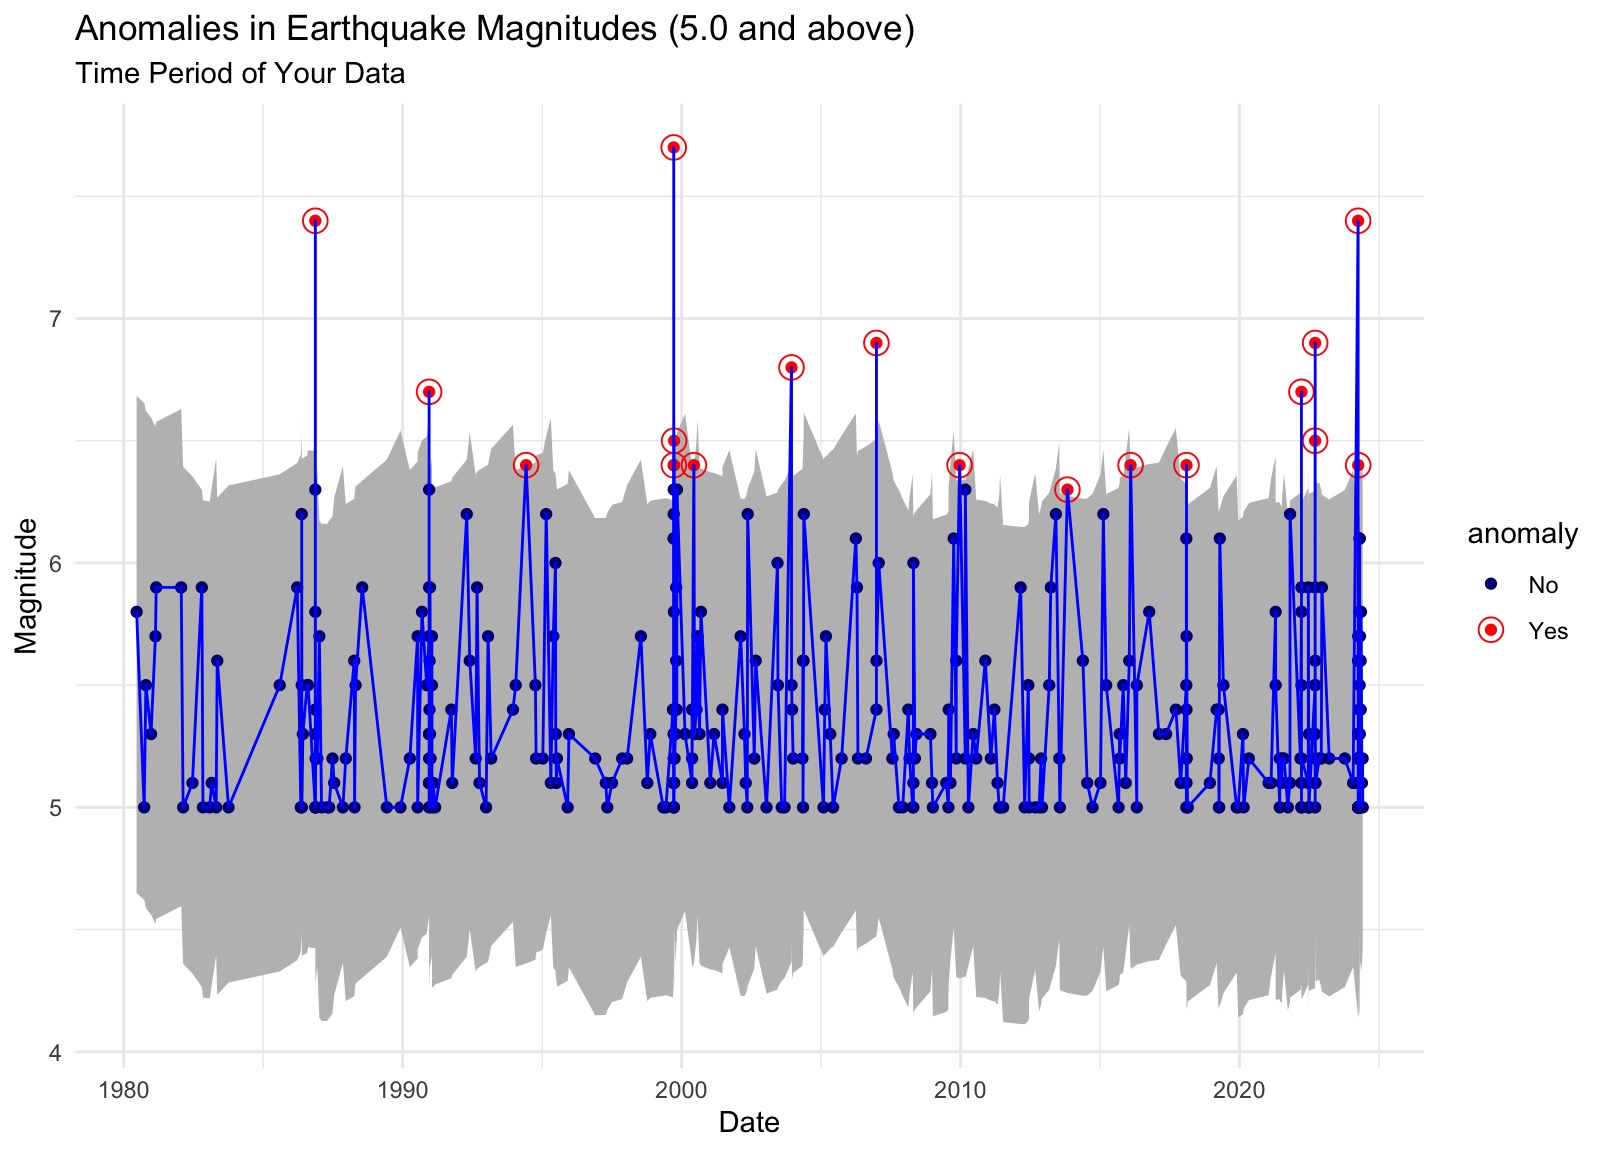 Anomalies in Earthquake Magnitudes (5.0 and above)
Time Period of Your Data
Magnitude
7
6
5
4
1980
1990
2000
2010
2020
Date
anomaly
No
Yes